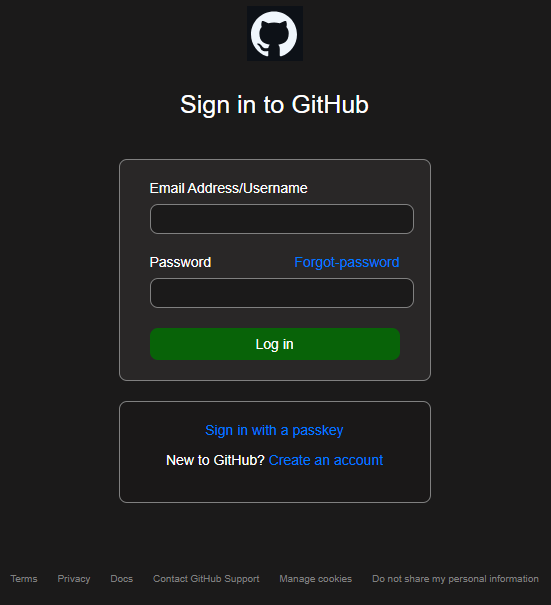 Sign in to GitHub
Email Address/Username
Password Forgot-password
Log in
Sign in with a passkey
New to GitHub? Create an account
Terms Privacy Docs Contact GitHub Support Manage cookies Do not share my personal information